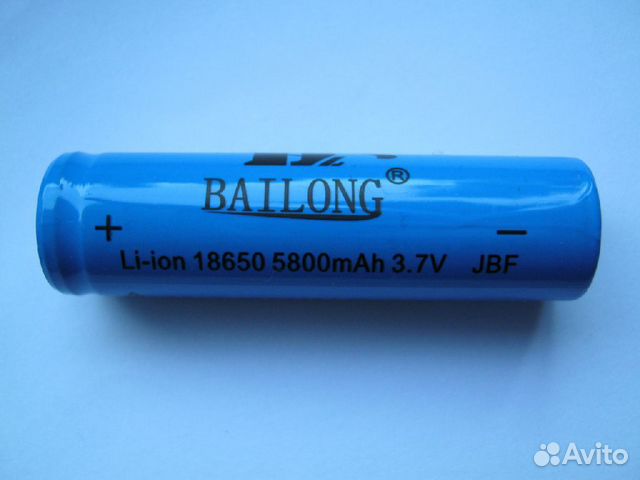 BAILONG®
+ −
Li-ion 18650 5800mAh 3.7V JBF
Avito